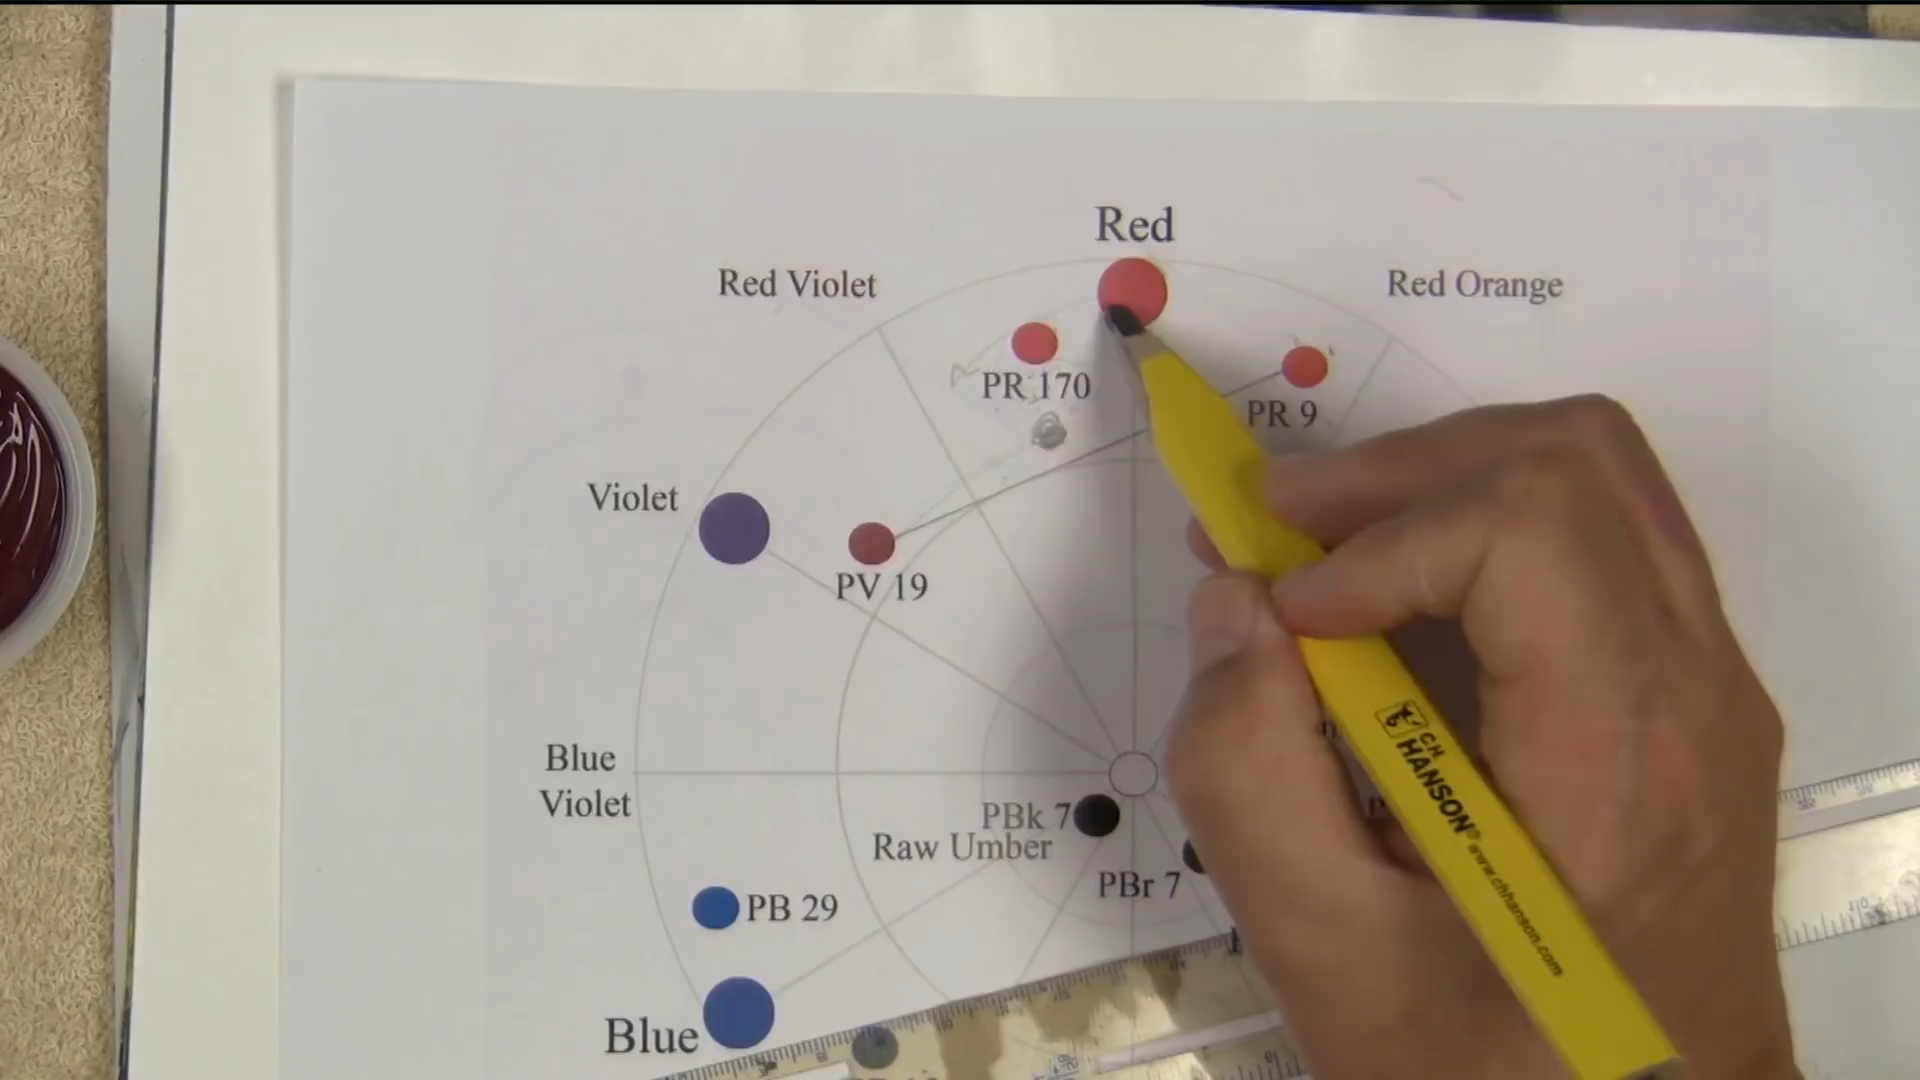 Red
Red Violet
Red Orange
PR 170
PR 9
Violet
PV 19
Blue
Violet
PBk 7
Raw Umber
PBr 7
PB 29
Blue
C.H.
HANSON®
www.chhanson.com